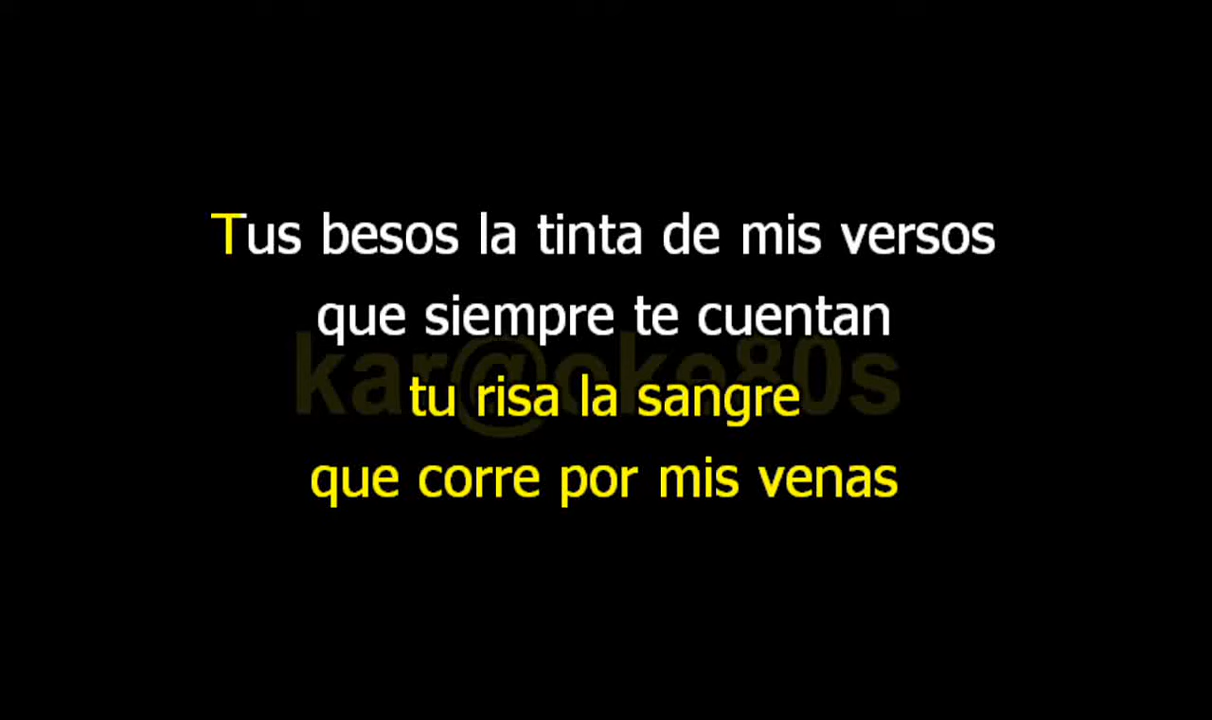 Tus besos la tinta de mis versos
que siempre te cuentan
kar@oke80s
tu risa la sangre
que corre por mis venas